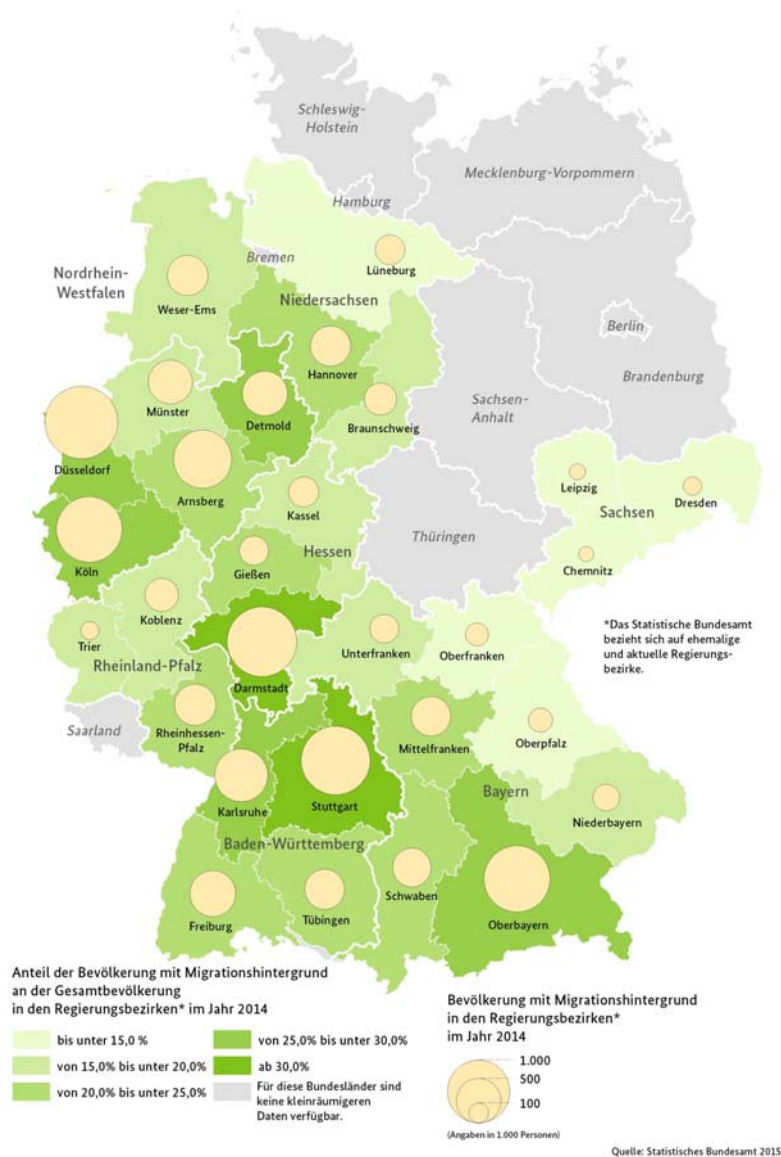 Schleswig-
Holstein
Mecklenburg-Vorpommern
Hamburg
Bremen
Lüneburg
Nordrhein-
Westfalen
Weser-Ems
Niedersachsen
Berlin
Hannover
Brandenburg
Münster
Detmold
Braunschweig
Sachsen-
Anhalt
Düsseldorf
Arnsberg
Kassel
Leipzig
Dresden
Sachsen
Köln
Gießen
Hessen
Thüringen
Chemnitz
Koblenz
Trier
Unterfranken
Oberfranken
*Das Statistische Bundesamt
bezieht sich auf ehemalige
und aktuelle Regierungs-
bezirke.
Rheinland-Pfalz
Darmstadt
Saarland
Rheinhessen-
Pfalz
Mittelfranken
Oberpfalz
Karlsruhe
Stuttgart
Bayern
Niederbayern
Baden-Württemberg
Freiburg
Tübingen
Schwaben
Oberbayern
Anteil der Bevölkerung mit Migrationshintergrund
an der Gesamtbevölkerung
in den Regierungsbezirken* im Jahr 2014
bis unter 15,0 %
von 15,0% bis unter 20,0%
von 20,0% bis unter 25,0%
von 25,0% bis unter 30,0%
ab 30,0%
Für diese Bundesländer sind
keine kleinräumigeren
Daten verfügbar.
Bevölkerung mit Migrationshintergrund
in den Regierungsbezirken*
im Jahr 2014
1.000
500
100
(Angaben in 1.000 Personen)
Quelle: Statistisches Bundesamt 2015